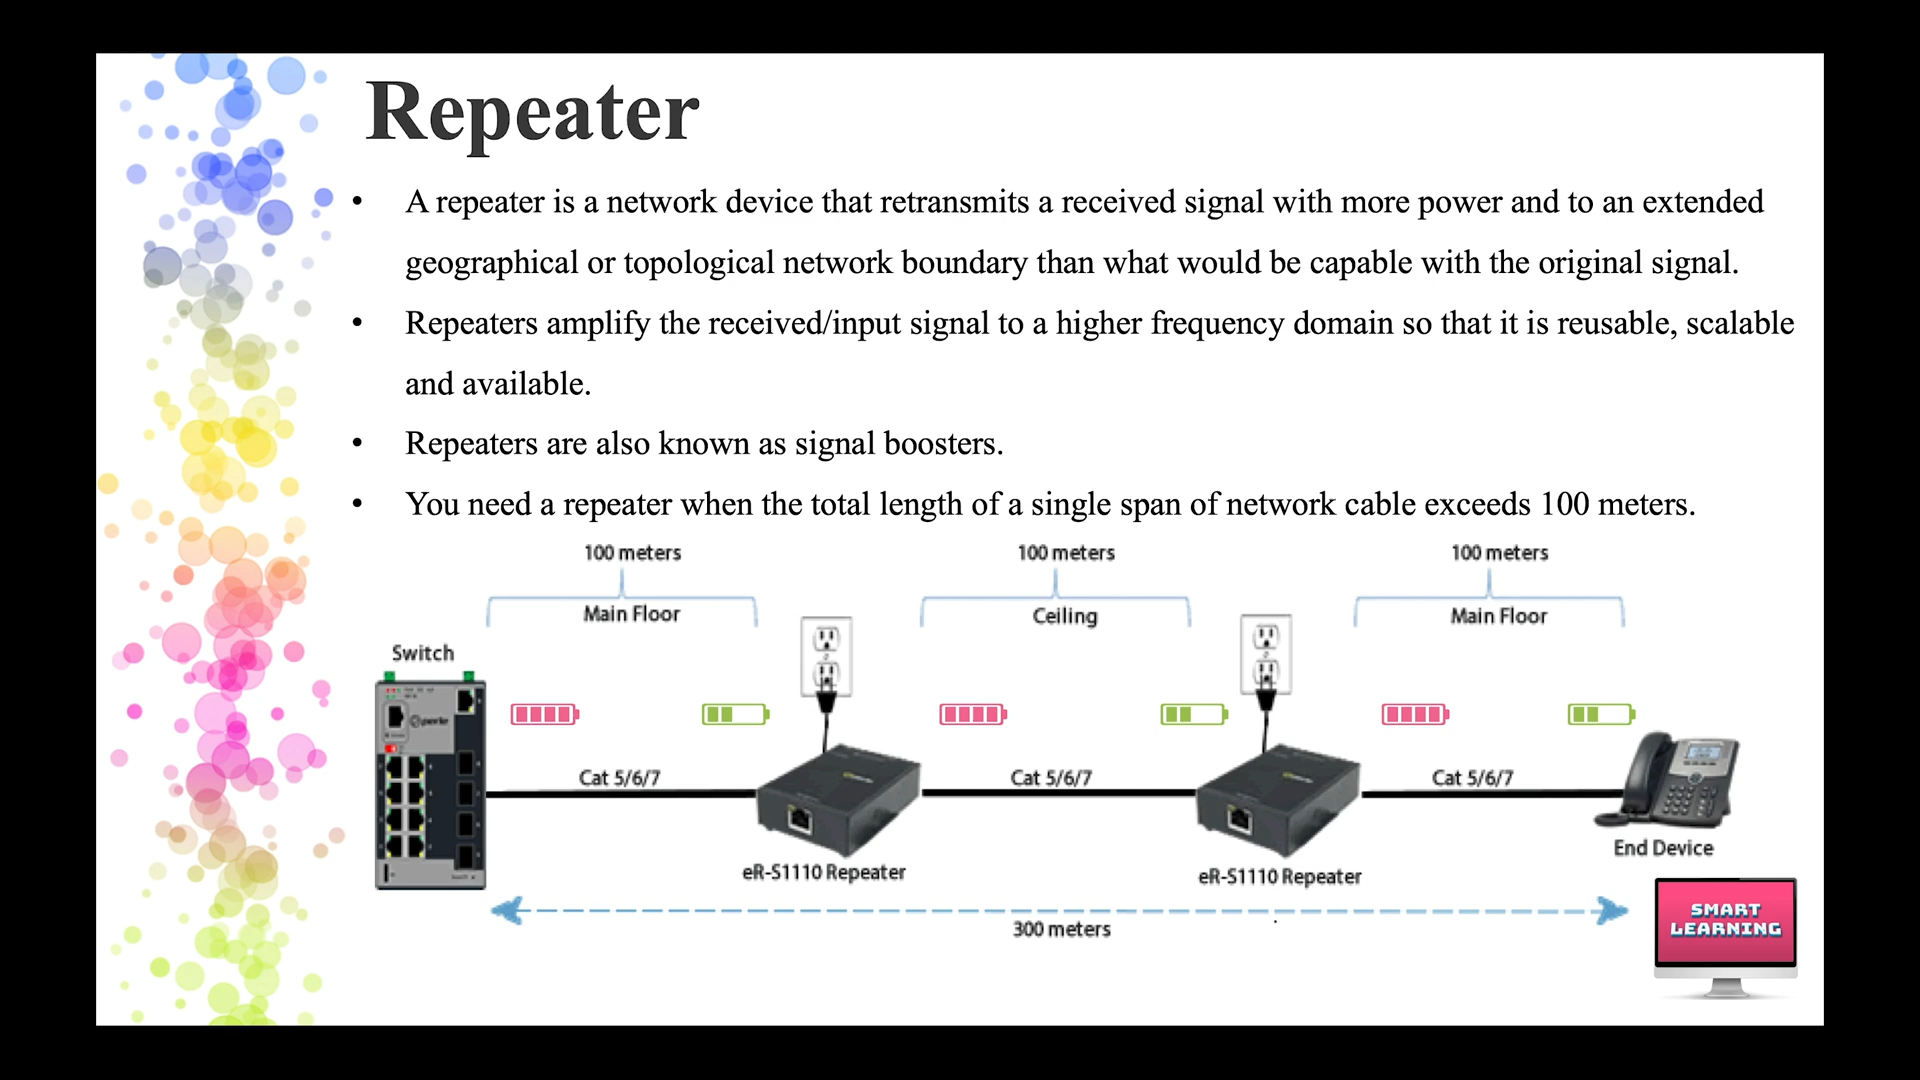 Repeater
• A repeater is a network device that retransmits a received signal with more power and to an extended
geographical or topological network boundary than what would be capable with the original signal.
• Repeaters amplify the received/input signal to a higher frequency domain so that it is reusable, scalable
and available.
• Repeaters are also known as signal boosters.
• You need a repeater when the total length of a single span of network cable exceeds 100 meters.
100 meters 100 meters 100 meters
Main Floor Ceiling Main Floor
Switch
perle
Cat 5/6/7 Cat 5/6/7 Cat 5/6/7
End Device
eR-S1110 Repeater eR-S1110 Repeater
300 meters
SMART
LEARNING